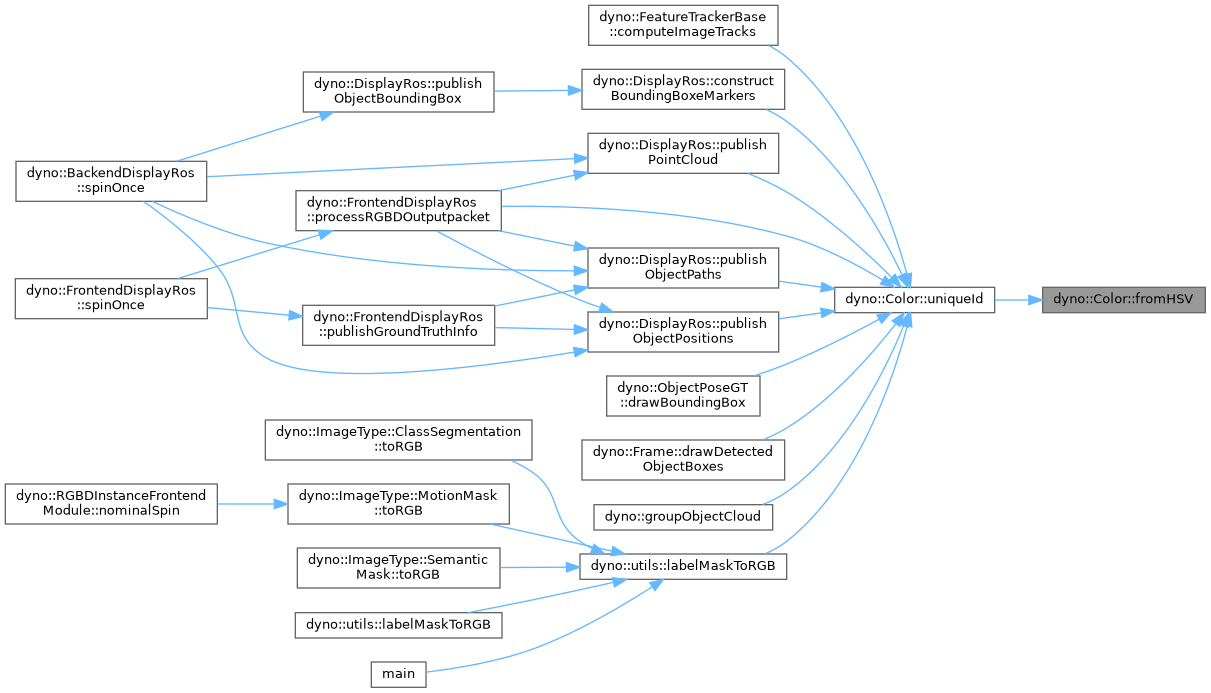 dyno::FeatureTrackerBase
::computeImageTracks
dyno::DisplayRos::publish
ObjectBoundingBox
dyno::DisplayRos::construct
BoundingBoxeMarkers
dyno::DisplayRos::publish
PointCloud
dyno::BackendDisplayRos
::spinOnce
dyno::FrontendDisplayRos
::processRGBDOutputpacket
dyno::DisplayRos::publish
ObjectPaths
dyno::FrontendDisplayRos
::spinOnce
dyno::Color::uniqueId
dyno::Color::fromHSV
dyno::FrontendDisplayRos
::publishGroundTruthInfo
dyno::DisplayRos::publish
ObjectPositions
dyno::ObjectPoseGT
::drawBoundingBox
dyno::ImageType::ClassSegmentation
::toRGB
dyno::Frame::drawDetected
ObjectBoxes
dyno::RGBDInstanceFrontend
Module::nominalSpin
dyno::ImageType::MotionMask
::toRGB
dyno::groupObjectCloud
dyno::ImageType::Semantic
Mask::toRGB
dyno::utils::labelMaskToRGB
dyno::utils::labelMaskToRGB
main